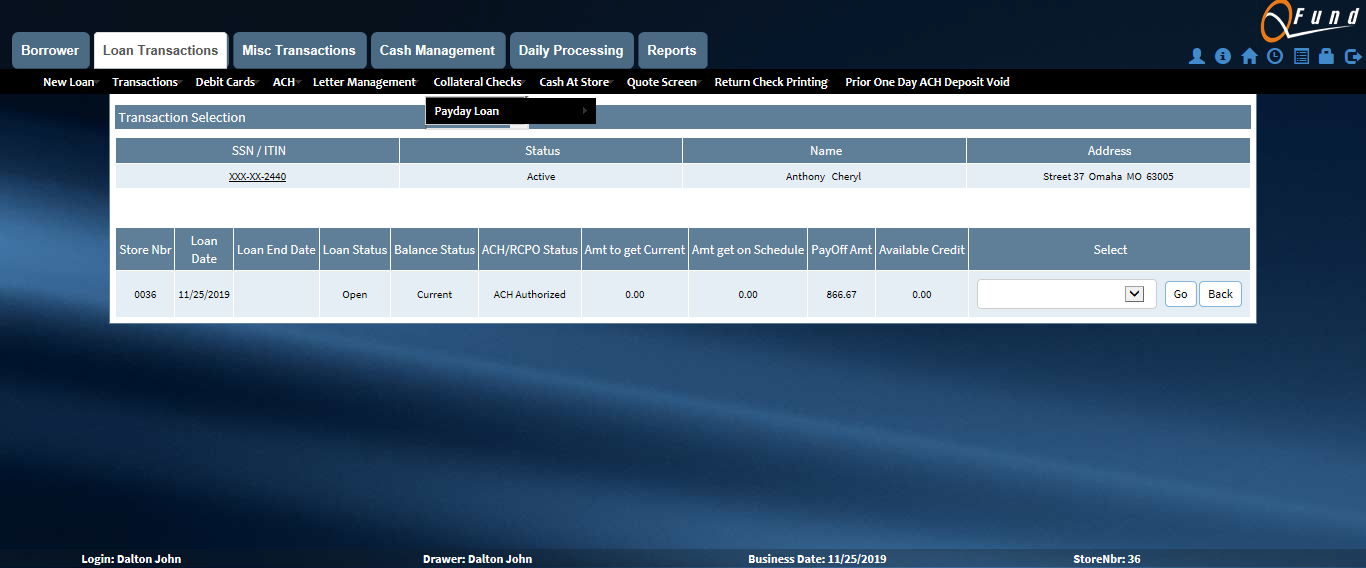 QFund
Borrower Loan Transactions Misc Transactions Cash Management Daily Processing Reports
New Loan Transactions Debit Cards ACH Letter Management Collateral Checks Cash At Store Quote Screen Return Check Printing Prior One Day ACH Deposit Void
Payday Loan
Transaction Selection
SSN / ITIN Status Name Address
XXX-XX-2440 Active Anthony Cheryl Street 37 Omaha MO 63005
Store Nbr Loan Date Loan End Date Loan Status Balance Status ACH/RCPO Status Amt to get Current Amt get on Schedule PayOff Amt Available Credit Select
0036 11/25/2019 Open Current ACH Authorized 0.00 0.00 866.67 0.00 Go Back
Login: Dalton John Drawer: Dalton John Business Date: 11/25/2019 StoreNbr: 36